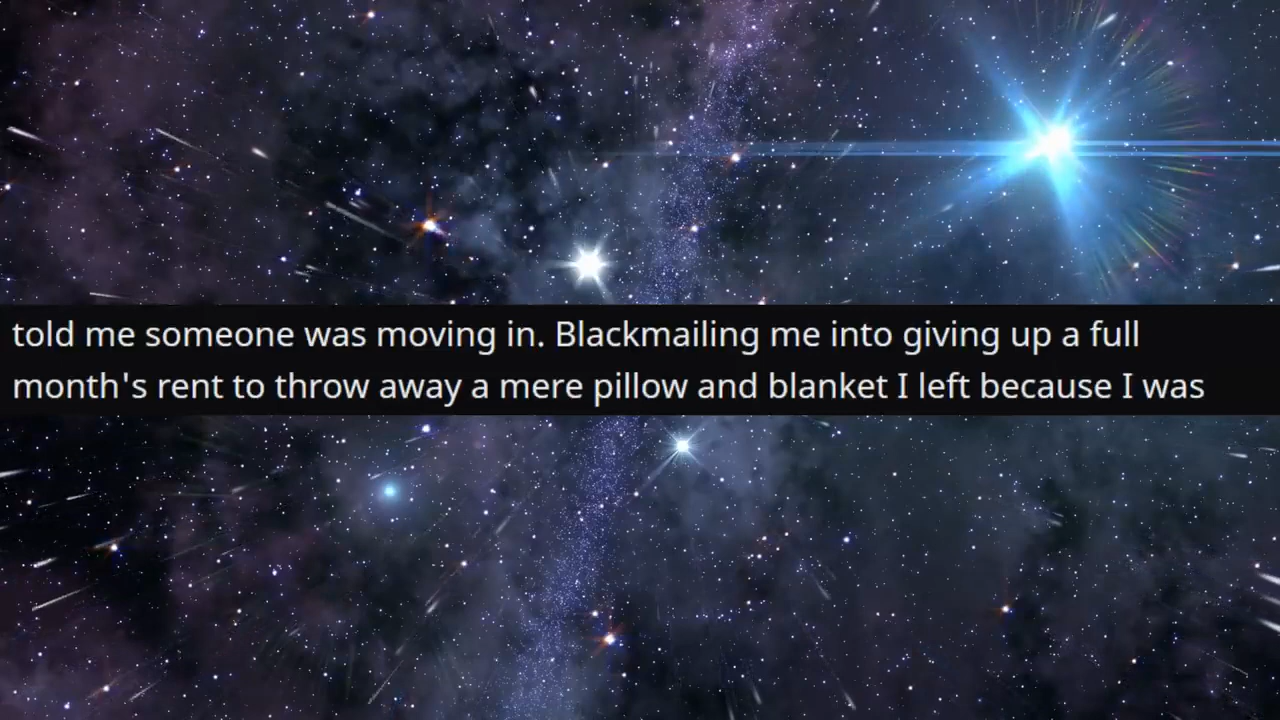 told me someone was moving in. Blackmailing me into giving up a full
month's rent to throw away a mere pillow and blanket I left because I was